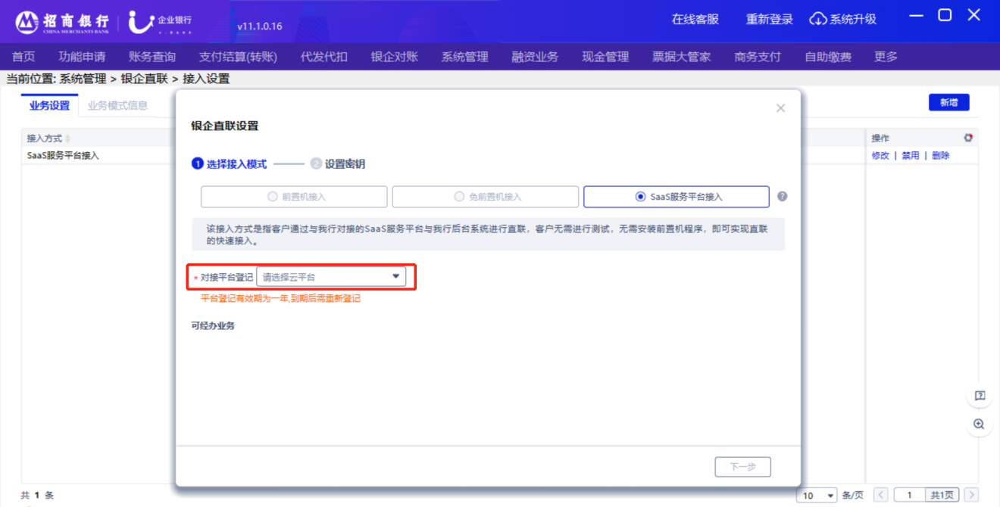 招商银行 企业银行 v11.1.0.16 在线客服 重新登录 系统升级
CHINA MERCHANTS BANK
首页 功能申请 账务查询 支付结算(转账) 代发代扣 银企对账 系统管理 融资业务 现金管理 票据大管家 商务支付 自助缴费 更多
当前位置: 系统管理 > 银企直联 > 接入设置
业务设置 业务模式信息 新增
银企直联设置
接入方式 操作
SaaS服务平台接入 修改 | 禁用 | 删除
1 选择接入模式 2 设置密钥
前置机接入 免前置机接入 SaaS服务平台接入 ?
该接入方式是指客户通过与我行对接的SaaS服务平台与我行后台系统进行直联，客户无需进行测试，无需安装前置机程序，即可实现直联
的快速接入。
* 对接平台登记 请选择云平台
平台登记有效期为一年,到期后需重新登记
可经办业务
下一步
共 1 条 10 条/页 < 1 共1页 >